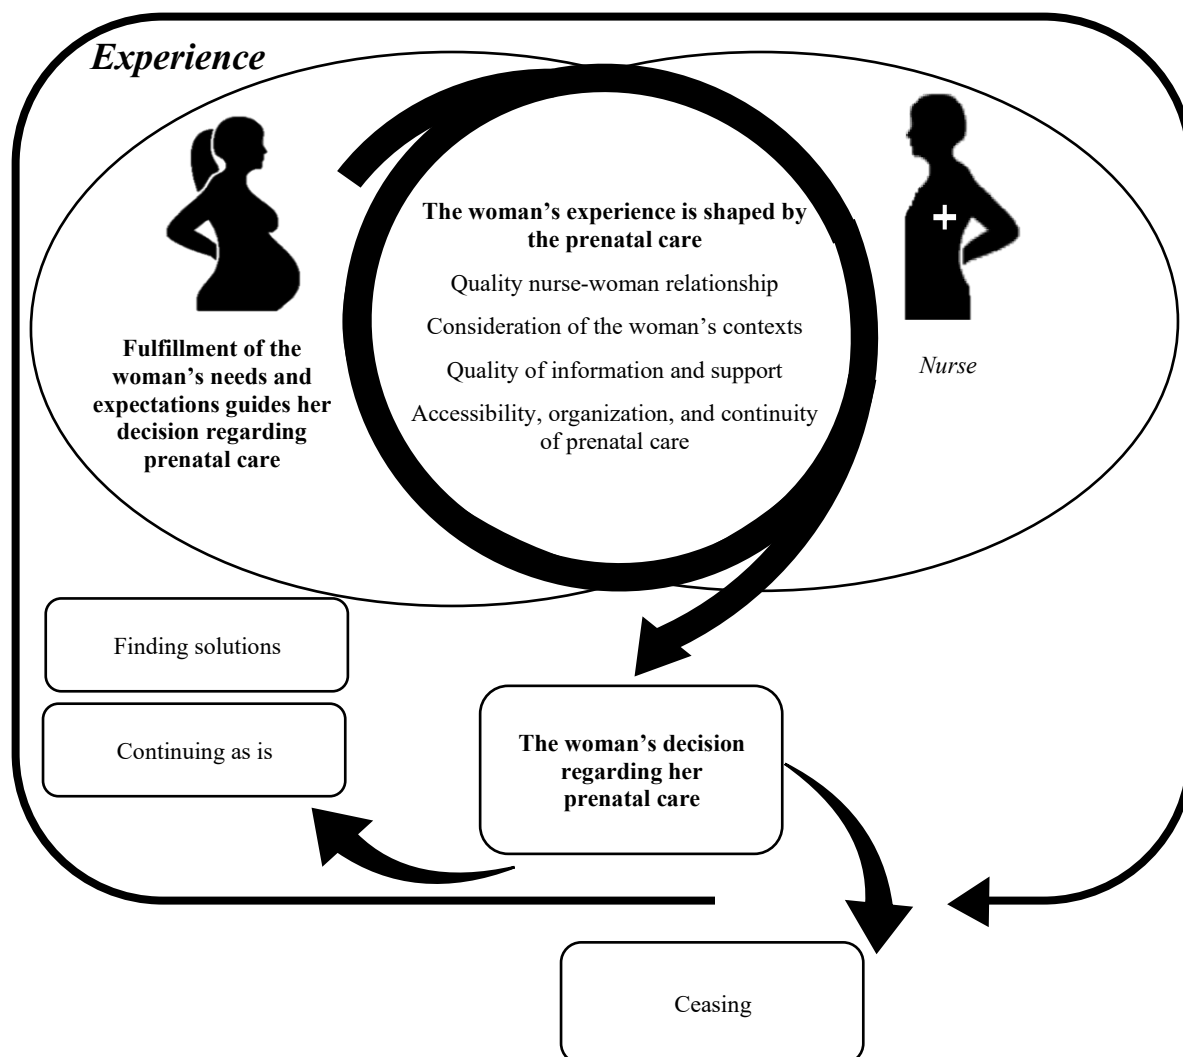 Experience
The woman’s experience is shaped by
the prenatal care
Quality nurse-woman relationship
Consideration of the woman’s contexts
Quality of information and support
Accessibility, organization, and continuity
of prenatal care
Fulfillment of the
woman’s needs and
expectations guides her
decision regarding
prenatal care
Nurse
Finding solutions
Continuing as is
The woman’s decision
regarding her
prenatal care
Ceasing